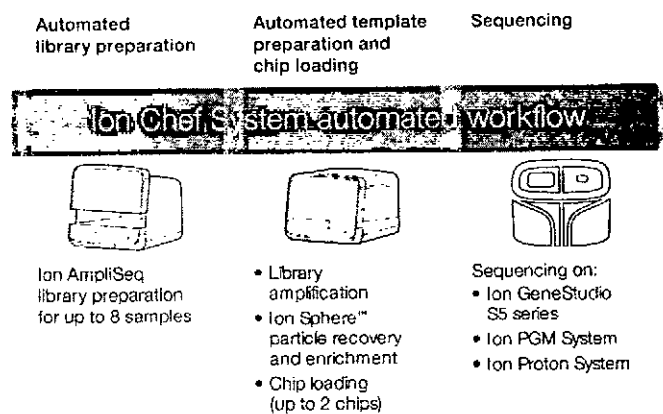 Automated
library preparation
Automated template
preparation and
chip loading
Sequencing
Ion Chef System automated workflow
Ion AmpliSeq
library preparation
for up to 8 samples
• Library
amplification
• Ion Sphere™
particle recovery
and enrichment
• Chip loading
(up to 2 chips)
Sequencing on:
• Ion GeneStudio
S5 series
• Ion PGM System
• Ion Proton System